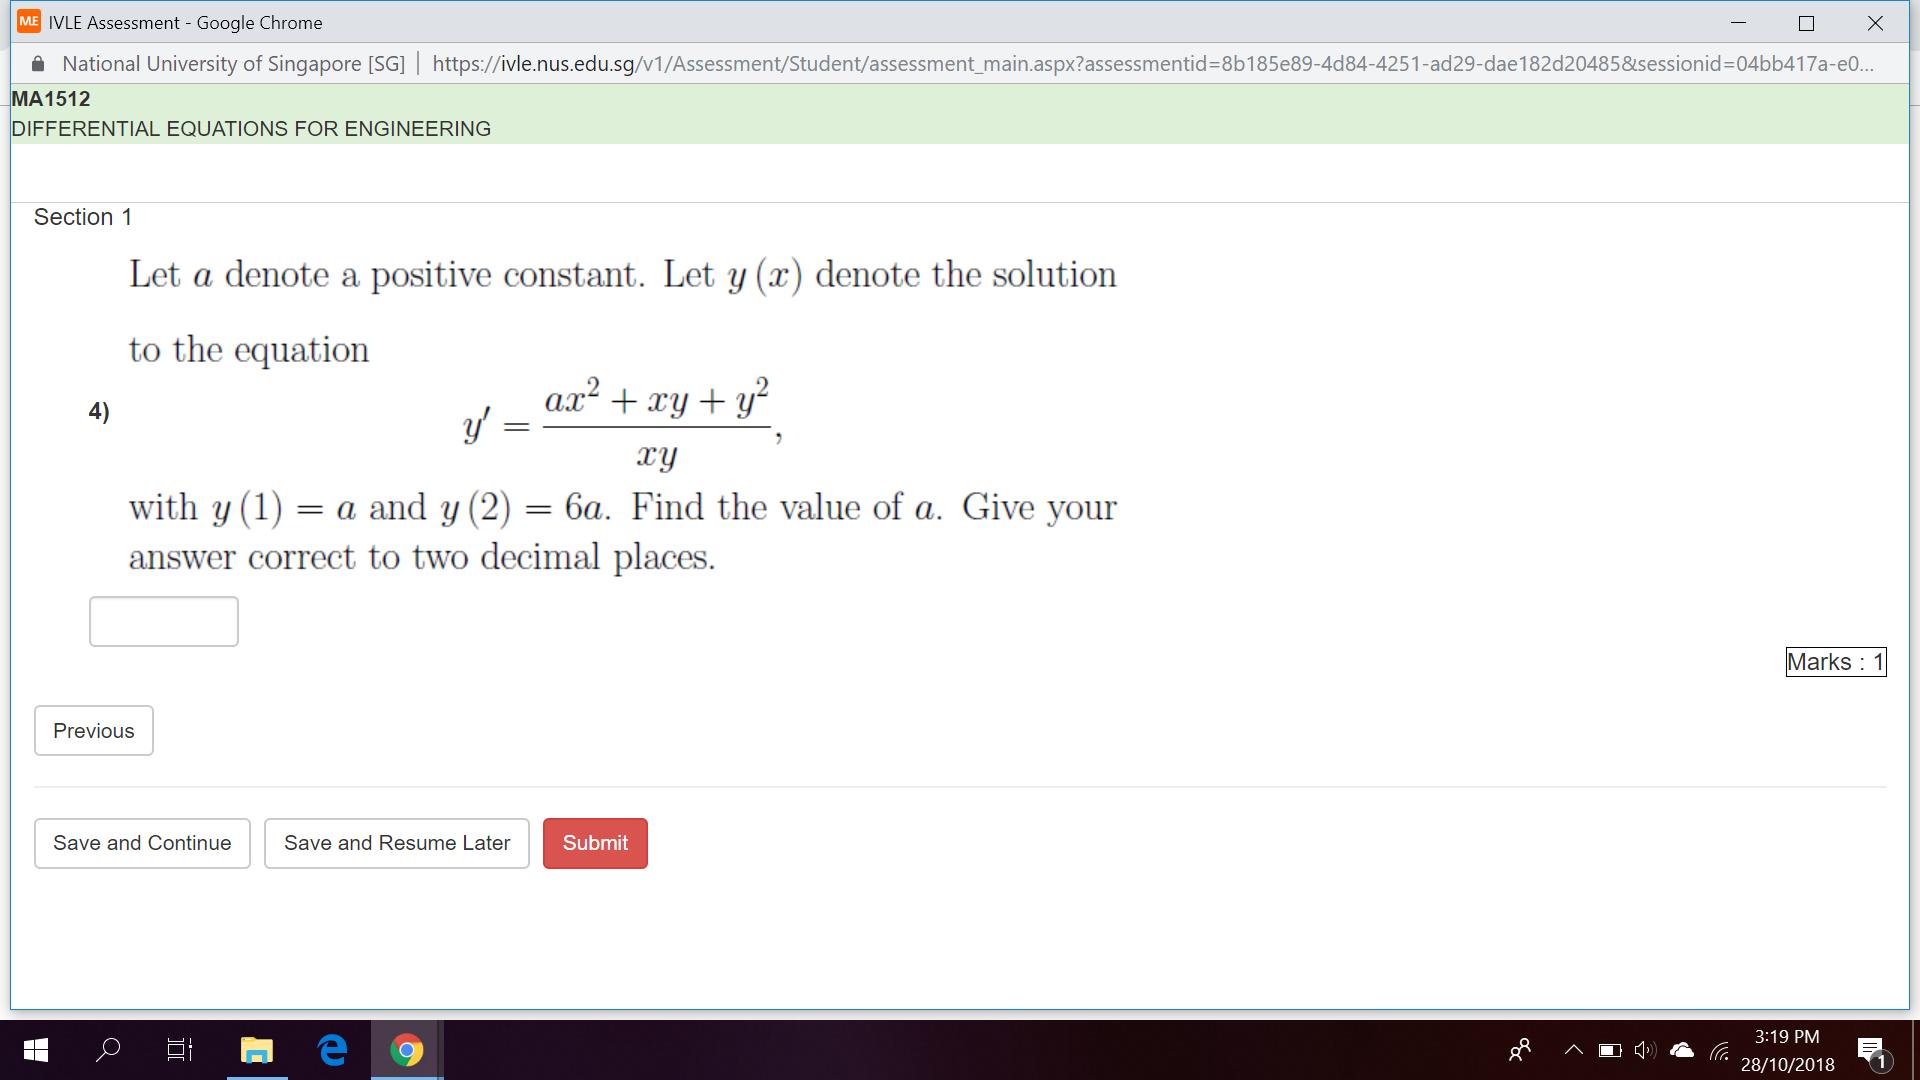 ME IVLE Assessment - Google Chrome
National University of Singapore [SG] | https://ivle.nus.edu.sg/v1/Assessment/Student/assessment_main.aspx?assessmentid=8b185e89-4d84-4251-ad29-dae182d20485&sessionid=04bb417a-e0...
MA1512
DIFFERENTIAL EQUATIONS FOR ENGINEERING
Section 1
Let a denote a positive constant. Let y (x) denote the solution
to the equation
4)
y′ = (ax² + xy + y²) / xy,
with y (1) = a and y (2) = 6a. Find the value of a. Give your
answer correct to two decimal places.
Marks : 1
Previous
Save and Continue Save and Resume Later Submit
3:19 PM
28/10/2018
1